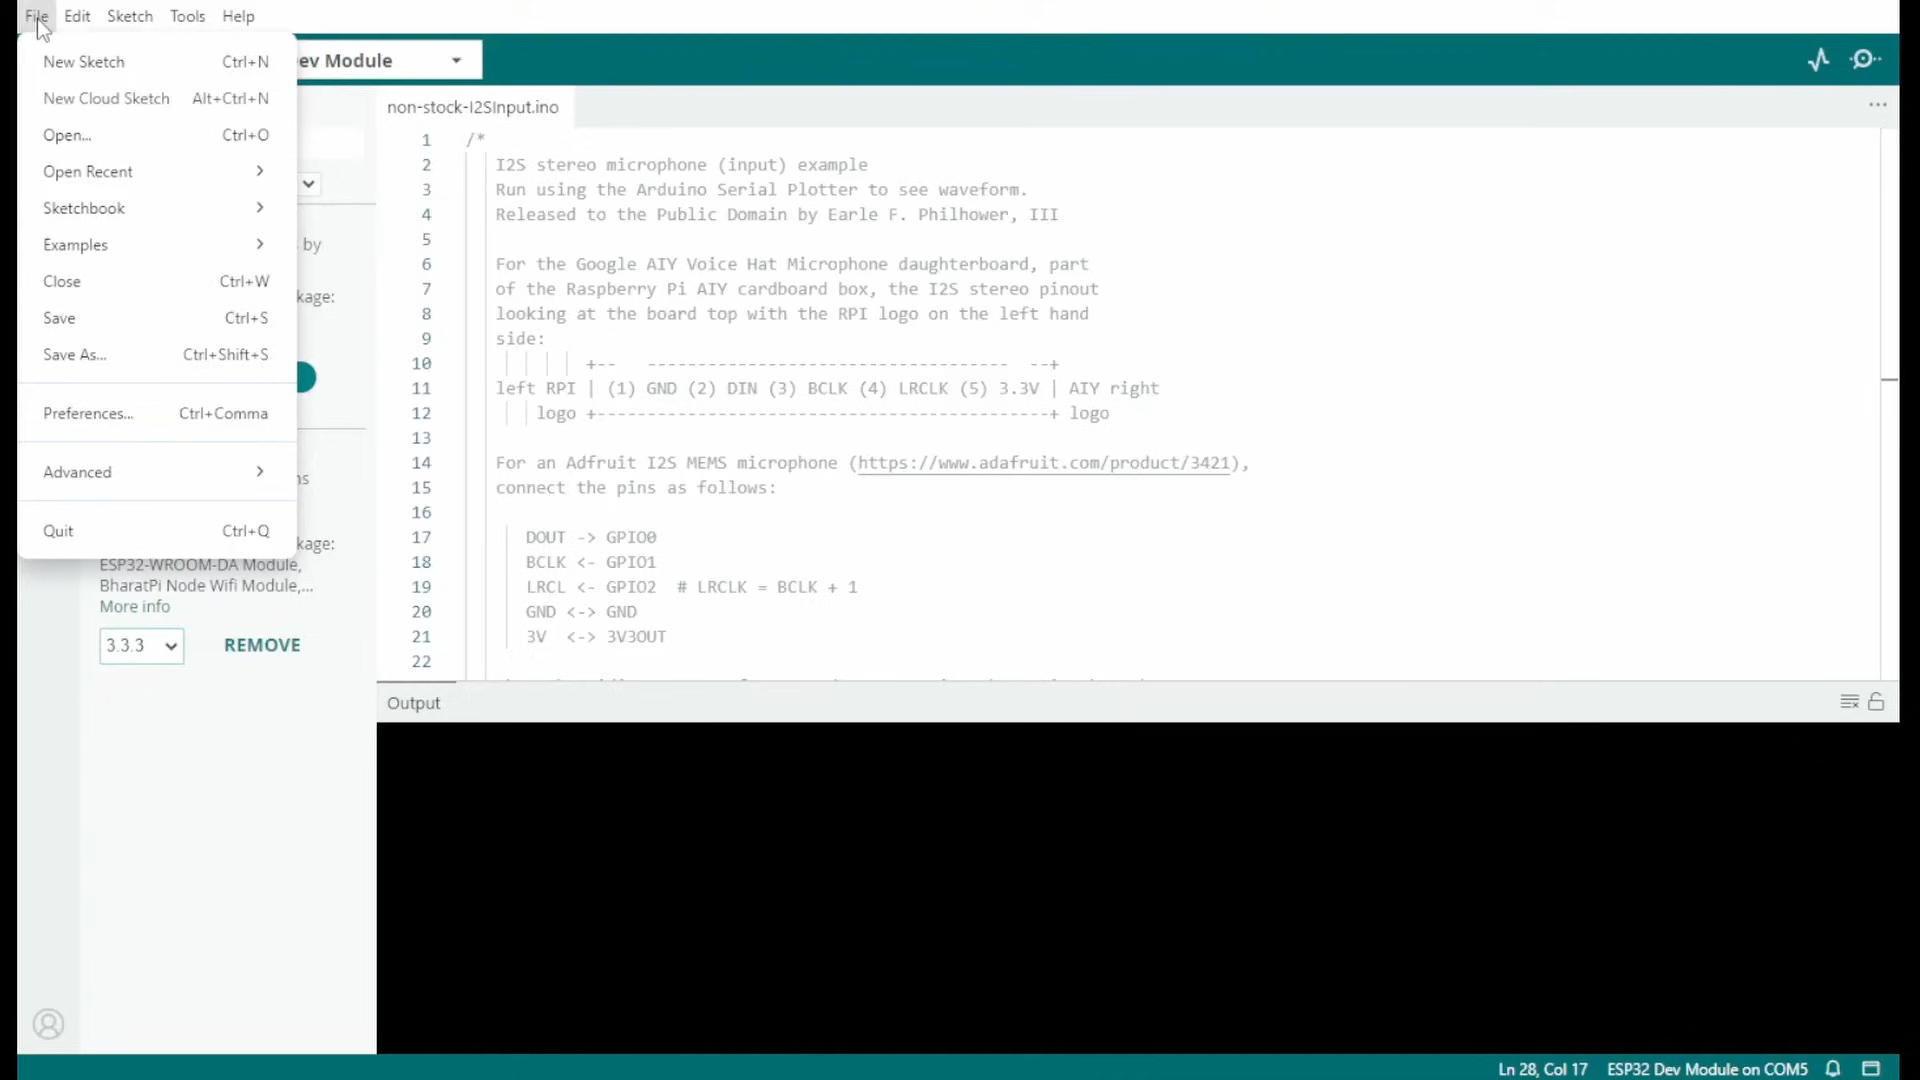 File Edit Sketch Tools Help
New Sketch Ctrl+N
New Cloud Sketch Alt+Ctrl+N
Open... Ctrl+O
Open Recent
Sketchbook
Examples
Close Ctrl+W
Save Ctrl+S
Save As... Ctrl+Shift+S
Preferences... Ctrl+Comma
Advanced
Quit Ctrl+Q
ev Module
by
kage:
ns
kage:
ESP32-WROOM-DA Module,
BharatPi Node Wifi Module,...
More info
3.3.3 REMOVE
non-stock-I2SInput.ino
1 /*
2 I2S stereo microphone (input) example
3 Run using the Arduino Serial Plotter to see waveform.
4 Released to the Public Domain by Earle F. Philhower, III
5
6 For the Google AIY Voice Hat Microphone daughterboard, part
7 of the Raspberry Pi AIY cardboard box, the I2S stereo pinout
8 looking at the board top with the RPI logo on the left hand
9 side:
10 +-- ------------------------------------ --+
11 left RPI | (1) GND (2) DIN (3) BCLK (4) LRCLK (5) 3.3V | AIY right
12 logo +---------------------------------------------+ logo
13
14 For an Adfruit I2S MEMS microphone (https://www.adafruit.com/product/3421),
15 connect the pins as follows:
16
17 DOUT -> GPIO0
18 BCLK <- GPIO1
19 LRCL <- GPIO2 # LRCLK = BCLK + 1
20 GND <-> GND
21 3V <-> 3V3OUT
22
Output
Ln 28, Col 17 ESP32 Dev Module on COM5